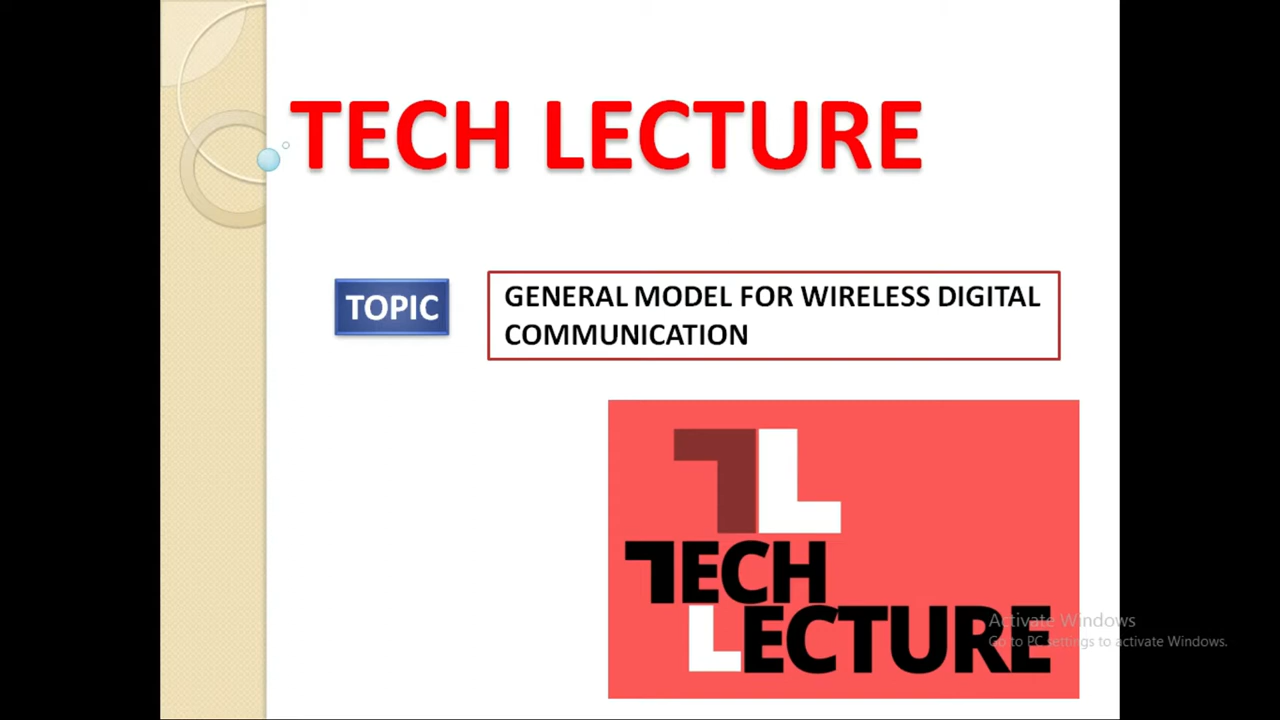 TECH LECTURE
TOPIC
GENERAL MODEL FOR WIRELESS DIGITAL
COMMUNICATION
TL
TECH
LECTURE
Activate Windows
Go to PC settings to activate Windows.